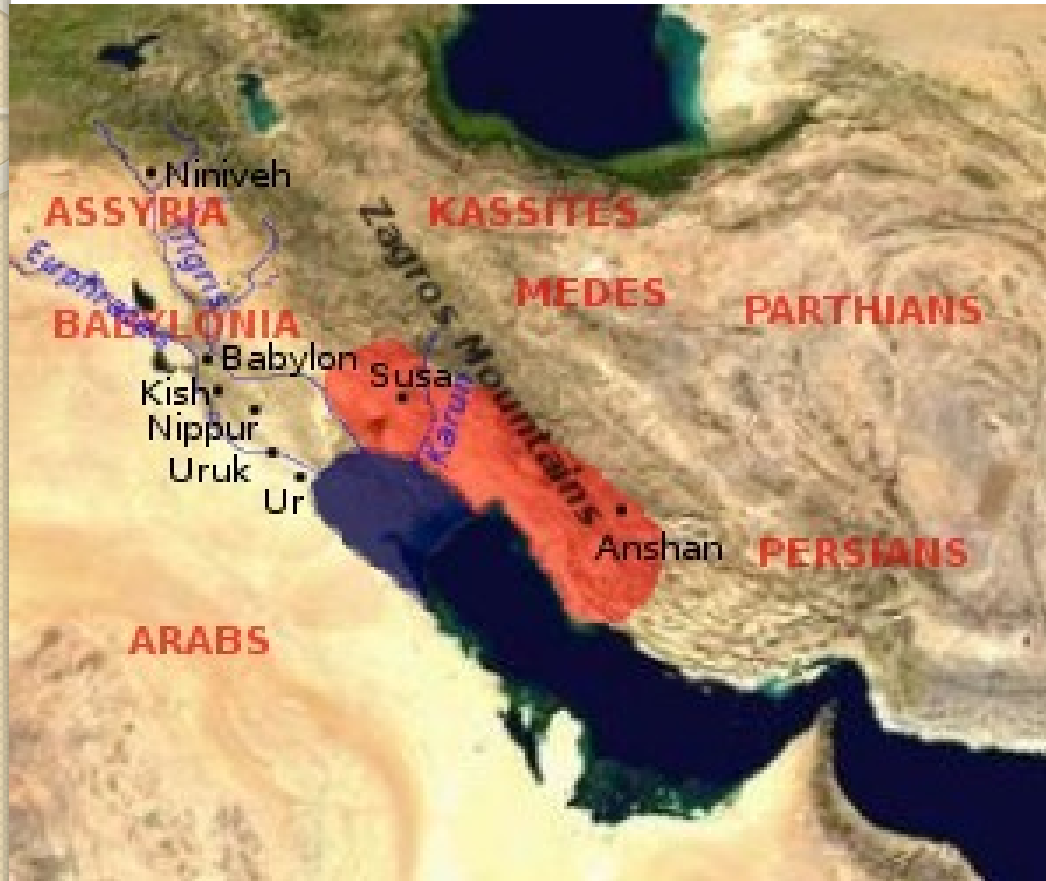 Niniveh
ASSYRIA
KASSITES
Zagros Mountains
Tigris
Euphrates
MEDES
PARTHIANS
BABYLONIA
Babylon
Susa
Kish
Karun
Nippur
Uruk
Ur
Anshan
PERSIANS
ARABS